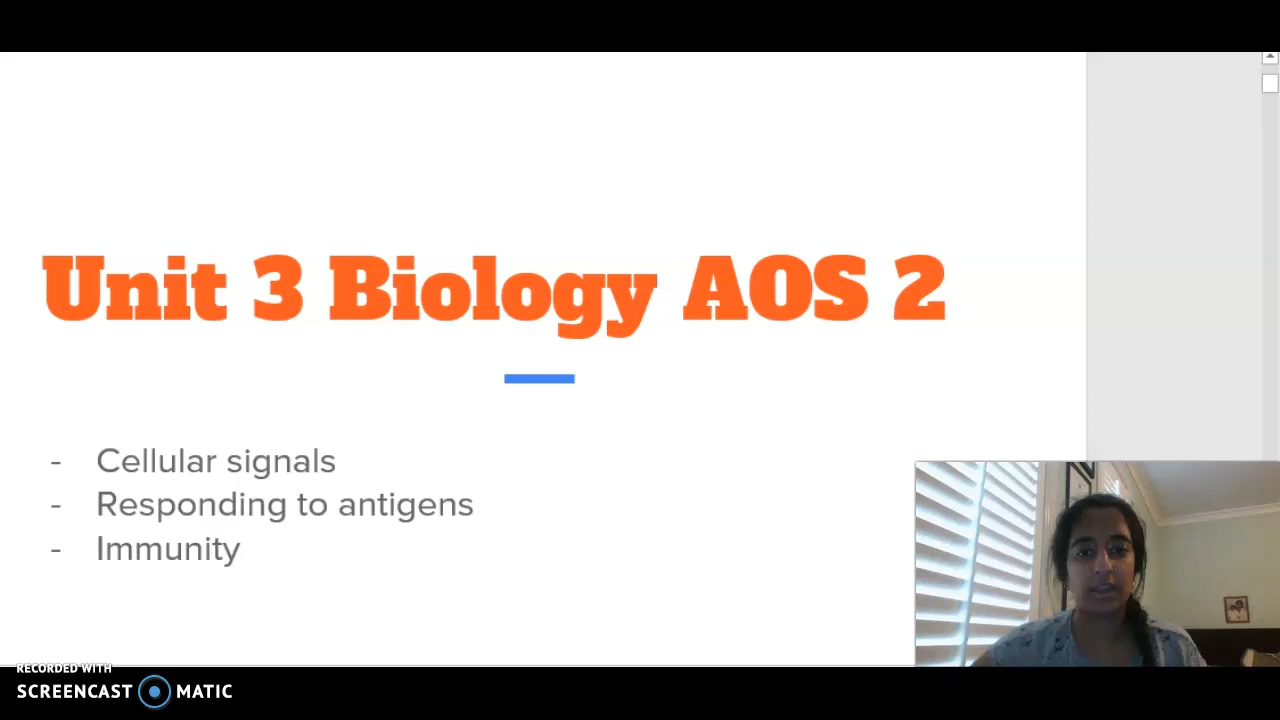 Unit 3 Biology AOS 2
- Cellular signals
- Responding to antigens
- Immunity
RECORDED WITH
SCREENCAST MATIC